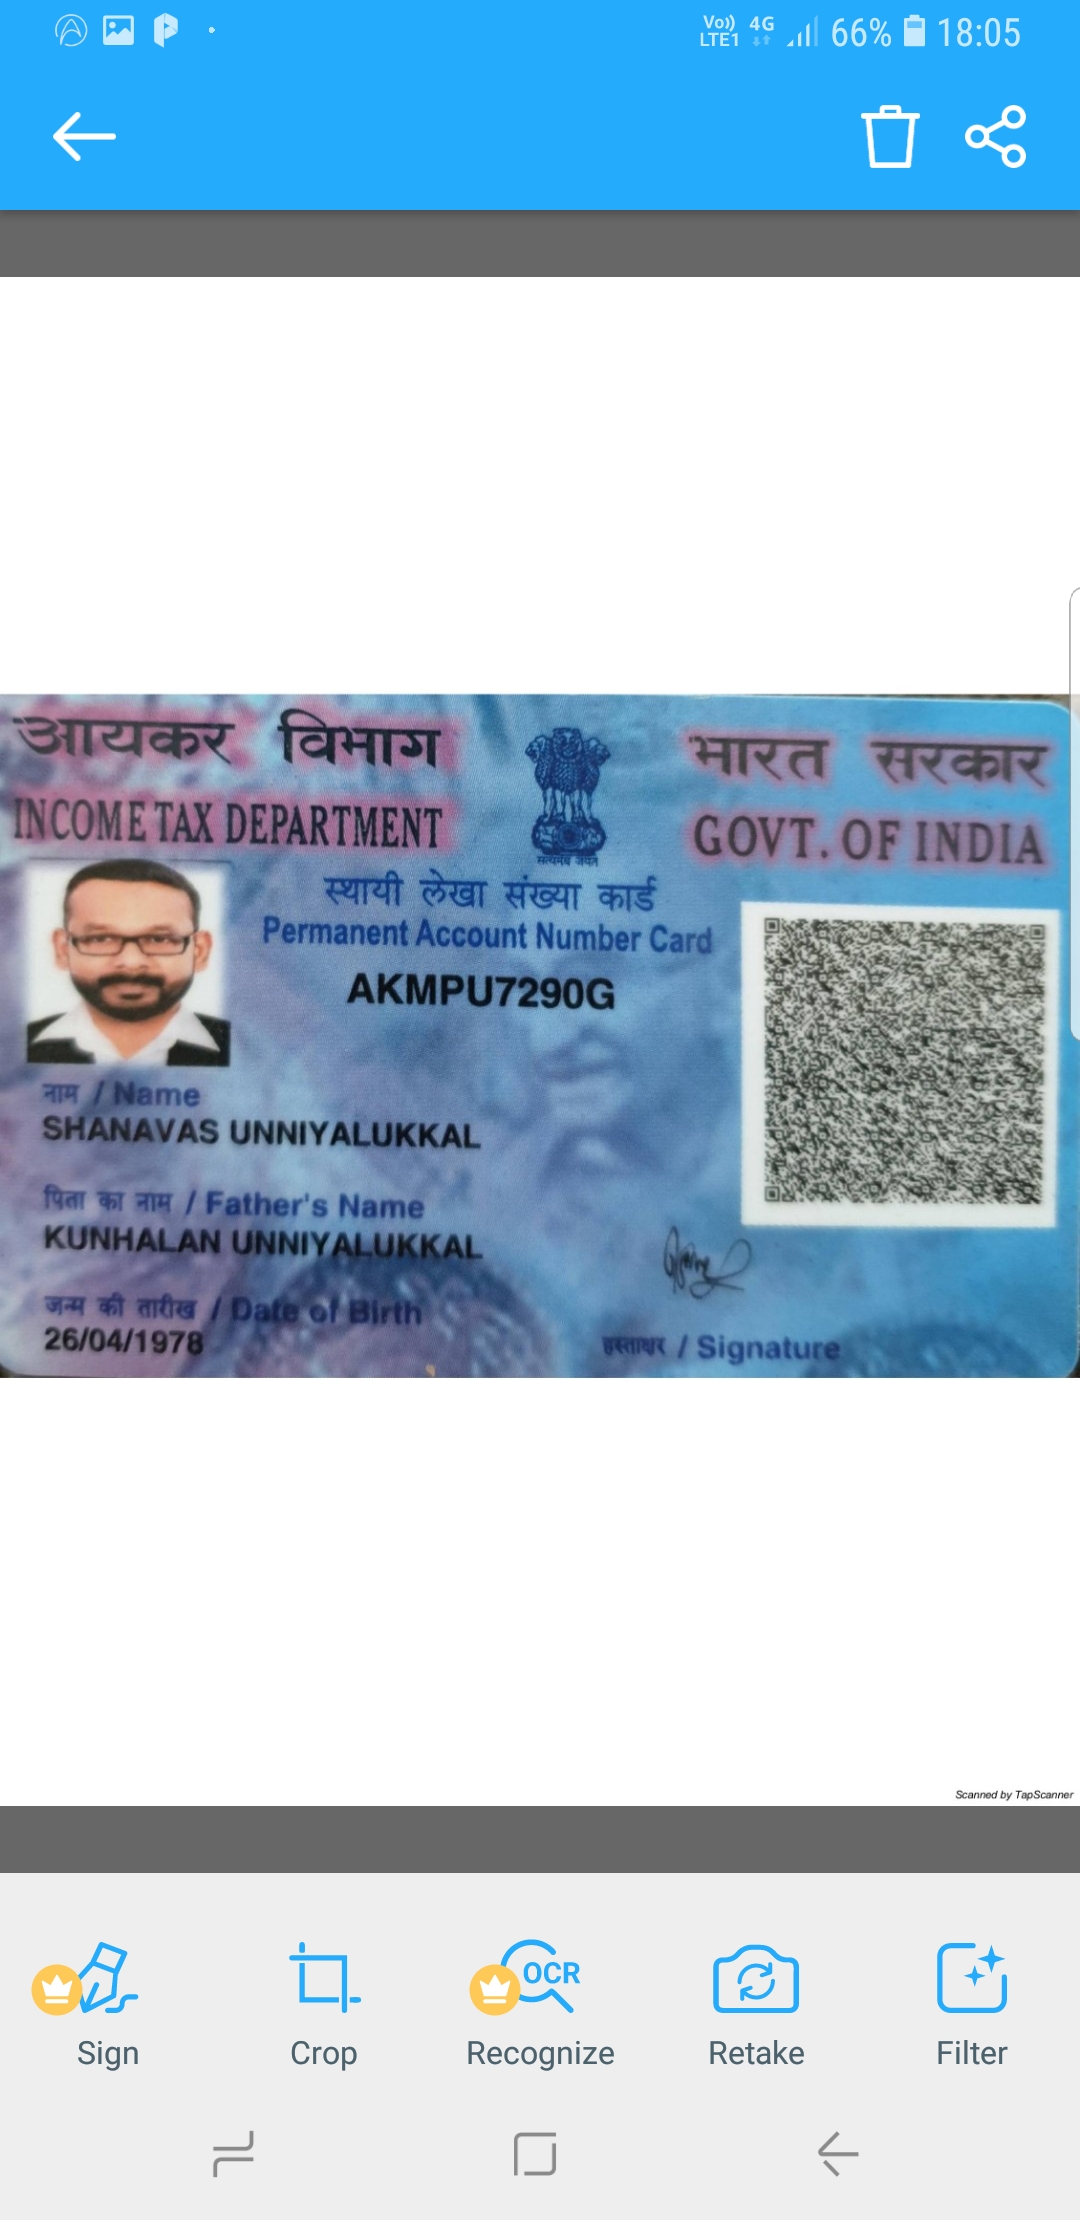 Vo)) LTE1 4G 66% 18:05
आयकर विभाग
INCOME TAX DEPARTMENT
भारत सरकार
GOVT. OF INDIA
सत्यमेव जयते
स्थायी लेखा संख्या कार्ड
Permanent Account Number Card
AKMPU7290G
नाम / Name
SHANAVAS UNNIYALUKKAL
पिता का नाम / Father's Name
KUNHALAN UNNIYALUKKAL
जन्म की तारीख / Date of Birth
26/04/1978
हस्ताक्षर / Signature
Scanned by TapScanner
OCR
Sign
Crop
Recognize
Retake
Filter